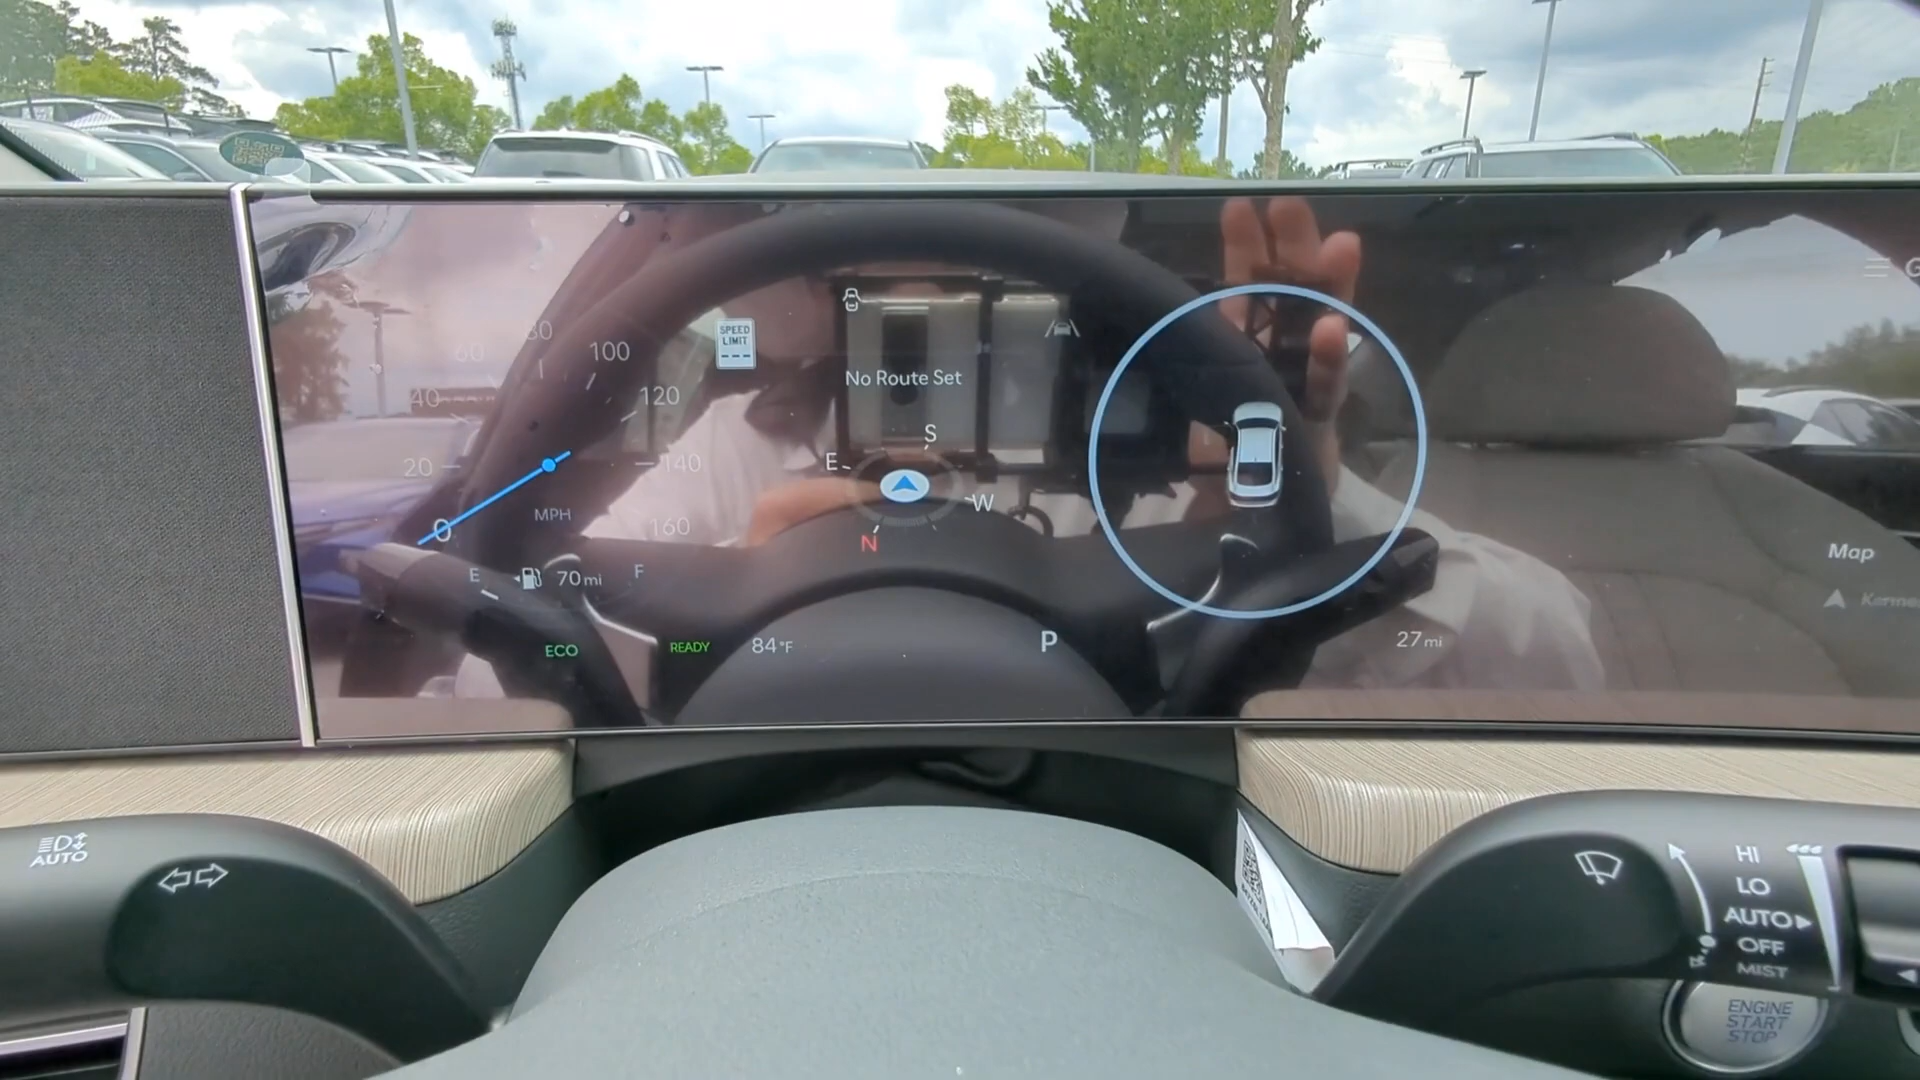 SPEED
LIMIT
---
No Route Set
0
20
40
60
80
100
120
140
160
MPH
S
E
W
N
E
70 mi
F
ECO
READY
84°F
P
27 mi
Map
AUTO
HI
LO
AUTO
OFF
MIST
ENGINE
START
STOP